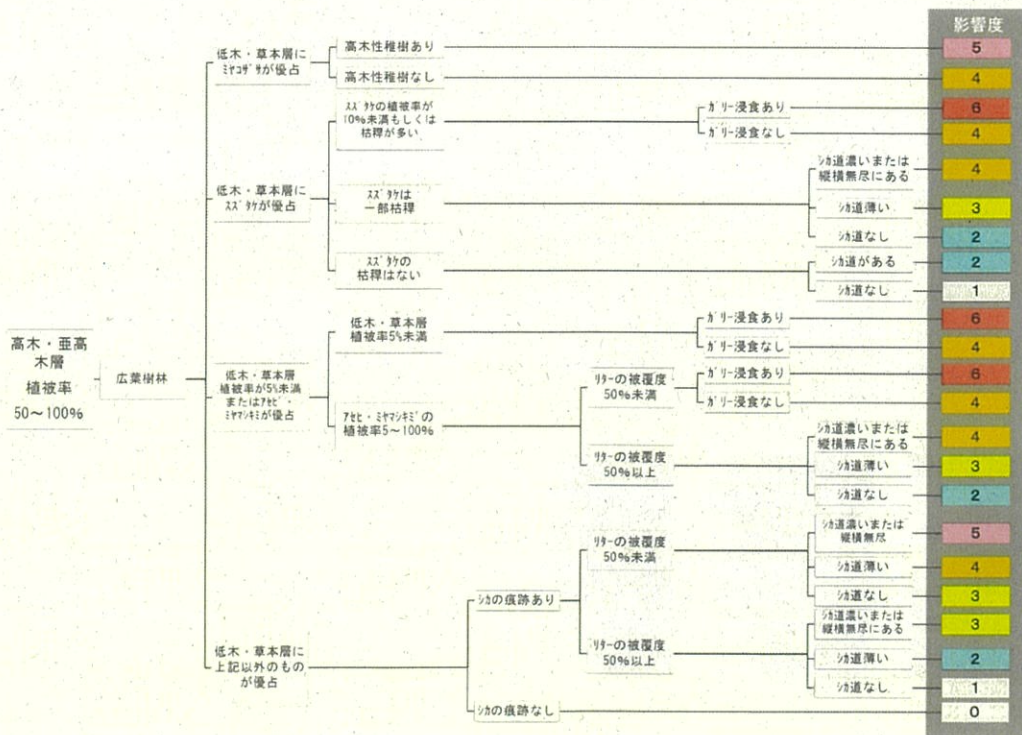 影響度
低木・草本層に
ミヤコザサが優占
高木性稚樹あり
5
高木性稚樹なし
4
低木・草本層に
スズタケが優占
スズタケの植被率が
10%未満もしくは
枯稈が多い
ガリー浸食あり
6
ガリー浸食なし
4
スズタケは
一部枯稈
シカ道濃いまたは
縦横無尽にある
4
シカ道薄い
3
シカ道なし
2
スズタケの
枯稈はない
シカ道がある
2
シカ道なし
1
高木・亜高
木層
植被率
50～100%
広葉樹林
低木・草本層
植被率が5%未満
またはアセビ・
ミヤマシキミが優占
低木・草本層
植被率5%未満
ガリー浸食あり
6
ガリー浸食なし
4
アセビ・ミヤマシキミの
植被率5～100%
リターの被覆度
50%未満
ガリー浸食あり
6
ガリー浸食なし
4
リターの被覆度
50%以上
シカ道濃いまたは
縦横無尽にある
4
シカ道薄い
3
シカ道なし
2
低木・草本層に
上記以外のもの
が優占
シカの痕跡あり
リターの被覆度
50%未満
シカ道濃いまたは
縦横無尽
5
シカ道薄い
4
シカ道なし
3
リターの被覆度
50%以上
シカ道濃いまたは
縦横無尽にある
3
シカ道薄い
2
シカ道なし
1
シカの痕跡なし
0